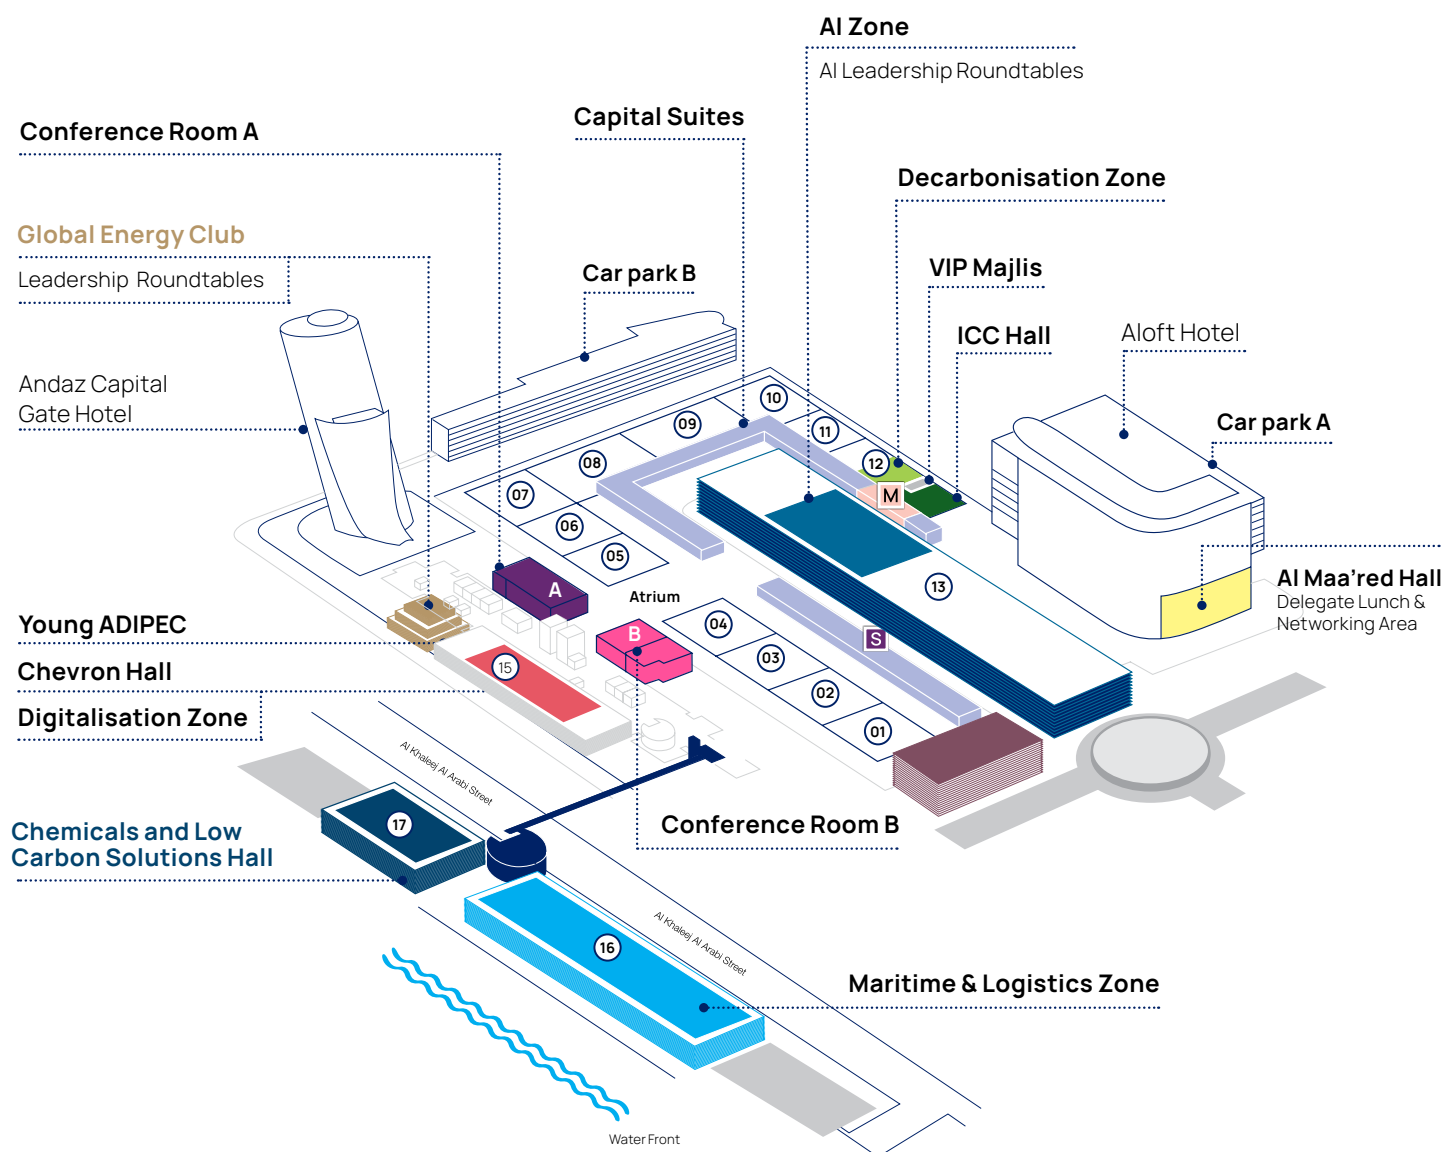 AI Zone
AI Leadership Roundtables
Capital Suites
Conference Room A
Decarbonisation Zone
Global Energy Club
Leadership Roundtables
Car park B
VIP Majlis
ICC Hall
Aloft Hotel
Andaz Capital
Gate Hotel
Car park A
10
09
11
08
12
07
M
06
05
13
A
Atrium
Al Maa'red Hall
Delegate Lunch &
Networking Area
Young ADIPEC
B
04
S
03
15
Chevron Hall
02
Digitalisation Zone
01
Al Khaleej Al Arabi Street
17
Conference Room B
Chemicals and Low
Carbon Solutions Hall
16
Al Khaleej Al Arabi Street
Maritime & Logistics Zone
Water Front